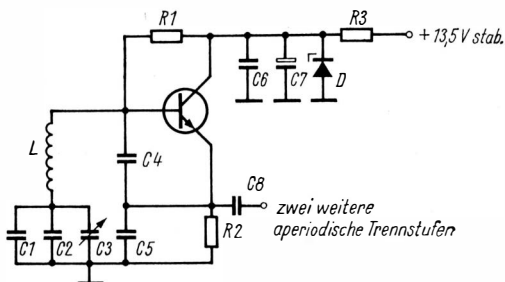 R1
R3
+ 13,5 V stab.
C6
C7
D
L
C4
C8
zwei weitere
aperiodische Trennstufen
C1
C2
C3
C5
R2